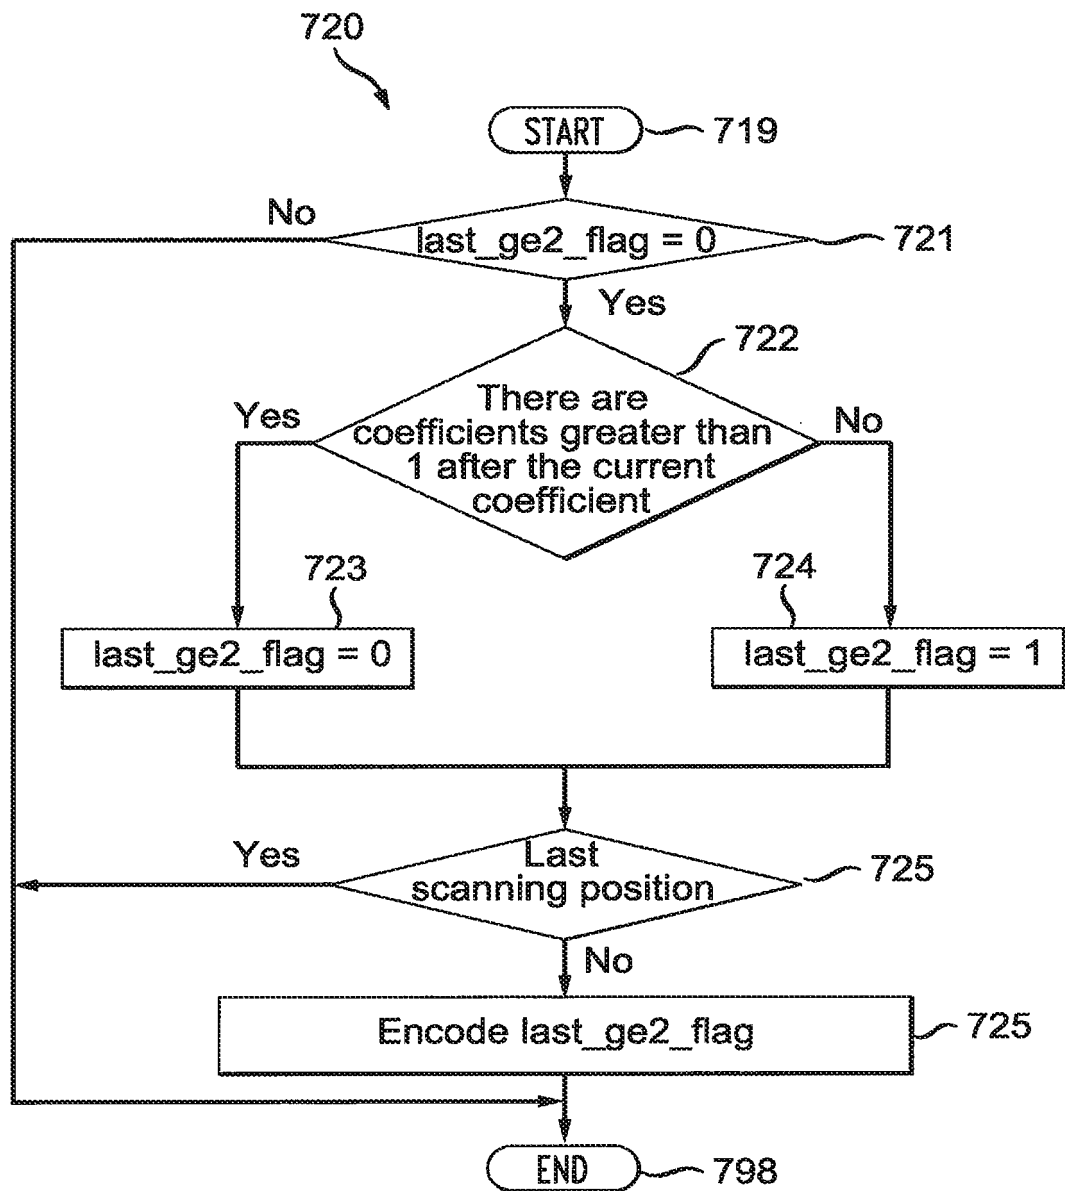 720
START
719
No
last_ge2_flag = 0
721
Yes
722
Yes
There are
coefficients greater than
1 after the current
coefficient
No
723
724
last_ge2_flag = 0
last_ge2_flag = 1
Yes
Last
scanning position
725
No
Encode last_ge2_flag
725
END
798